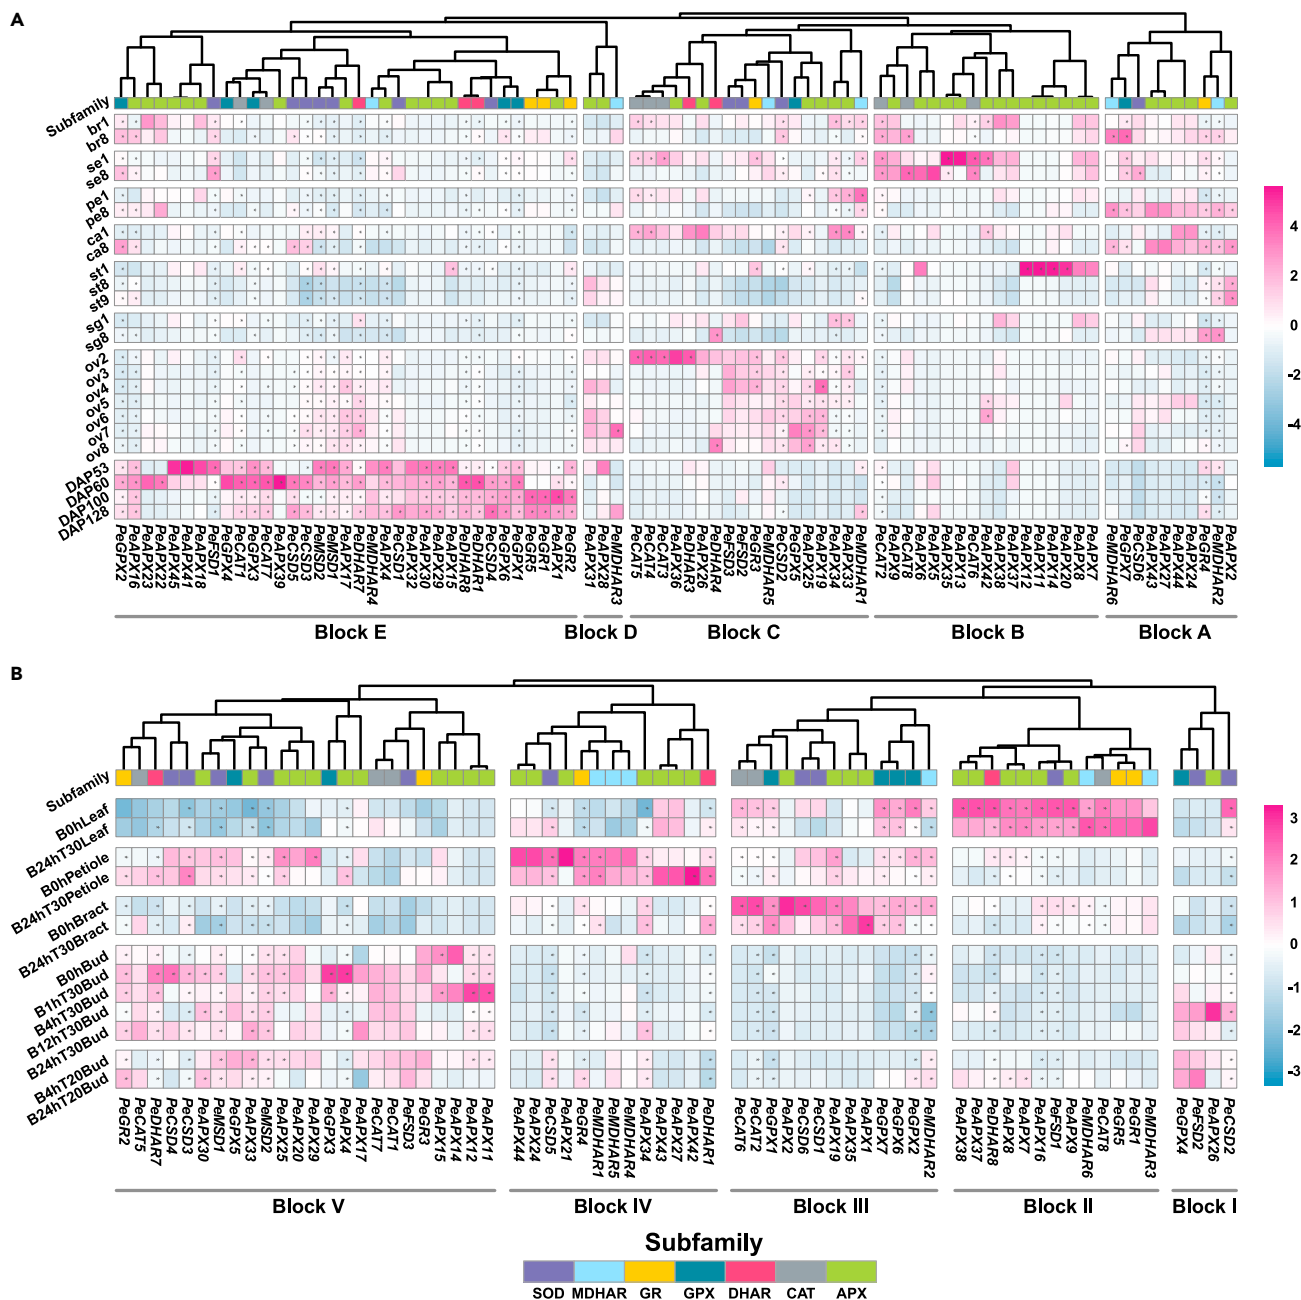 A
Subfamily
br1
br8
se1
se8
pe1
pe8
ca1
ca8
st1
st8
st9
sg1
sg8
ov2
ov3
ov4
ov5
ov6
ov7
ov8
DAP53
DAP60
DAP100
DAP128
4
2
0
-2
-4
PeGPX2
PeAPX16
PeAPX23
PeAPX22
PeAPX45
PeAPX41
PeAPX18
PeFSD1
PeGPX4
PeCAT1
PeGPX3
PeCAT7
PeAPX39
PeCSD3
PeMSD2
PeMSD1
PeAPX17
PeDHAR7
PeMDHAR4
PeAPX4
PeCSD1
PeAPX32
PeAPX30
PeAPX29
PeAPX15
PeDHAR8
PeDHAR1
PeCSD4
PeGPX6
PeGPX1
PeGR5
PeGR1
PeAPX1
PeGR2
PeAPX31
PeAPX28
PeMDHAR3
PeCAT5
PeCAT4
PeCAT3
PeAPX36
PeDHAR3
PeAPX26
PeDHAR4
PeFSD3
PeFSD2
PeGR3
PeMDHAR5
PeCSD2
PeGPX5
PeAPX25
PeAPX19
PeAPX34
PeAPX33
PeMDHAR1
PeCAT2
PeAPX9
PeCAT8
PeAPX6
PeAPX5
PeAPX35
PeAPX13
PeCAT6
PeAPX42
PeAPX38
PeAPX37
PeAPX12
PeAPX11
PeAPX14
PeAPX20
PeAPX8
PeAPX7
PeMDHAR6
PeGPX7
PeCSD6
PeAPX43
PeAPX27
PeAPX44
PeAPX24
PeGR4
PeMDHAR2
PeAPX2
Block E
Block D
Block C
Block B
Block A
B
Subfamily
B0hLeaf
B24hT30Leaf
B0hPetiole
B24hT30Petiole
B0hBract
B24hT30Bract
B0hBud
B1hT30Bud
B4hT30Bud
B12hT30Bud
B24hT30Bud
B4hT20Bud
B24hT20Bud
3
2
1
0
-1
-2
-3
PeGR2
PeCAT5
PeDHAR7
PeCSD4
PeCSD3
PeAPX30
PeMSD1
PeGPX5
PeAPX33
PeMSD2
PeAPX25
PeAPX20
PeAPX29
PeGPX3
PeAPX4
PeAPX17
PeCAT7
PeCAT1
PeFSD3
PeGR3
PeAPX15
PeAPX14
PeAPX12
PeAPX11
PeAPX44
PeAPX24
PeCSD5
PeAPX21
PeGR4
PeMDHAR1
PeMDHAR5
PeMDHAR4
PeAPX34
PeAPX43
PeAPX27
PeAPX42
PeDHAR1
PeCAT6
PeCAT2
PeGPX1
PeAPX2
PeCSD6
PeCSD1
PeAPX19
PeAPX35
PeAPX1
PeGPX7
PeGPX6
PeGPX2
PeMDHAR2
PeAPX38
PeAPX37
PeDHAR8
PeAPX8
PeAPX7
PeAPX16
PeFSD1
PeAPX9
PeMDHAR6
PeCAT8
PeGR5
PeGR1
PeMDHAR3
PeGPX4
PeFSD2
PeAPX26
PeCSD2
Block V
Block IV
Block III
Block II
Block I
Subfamily
SOD MDHAR GR GPX DHAR CAT APX